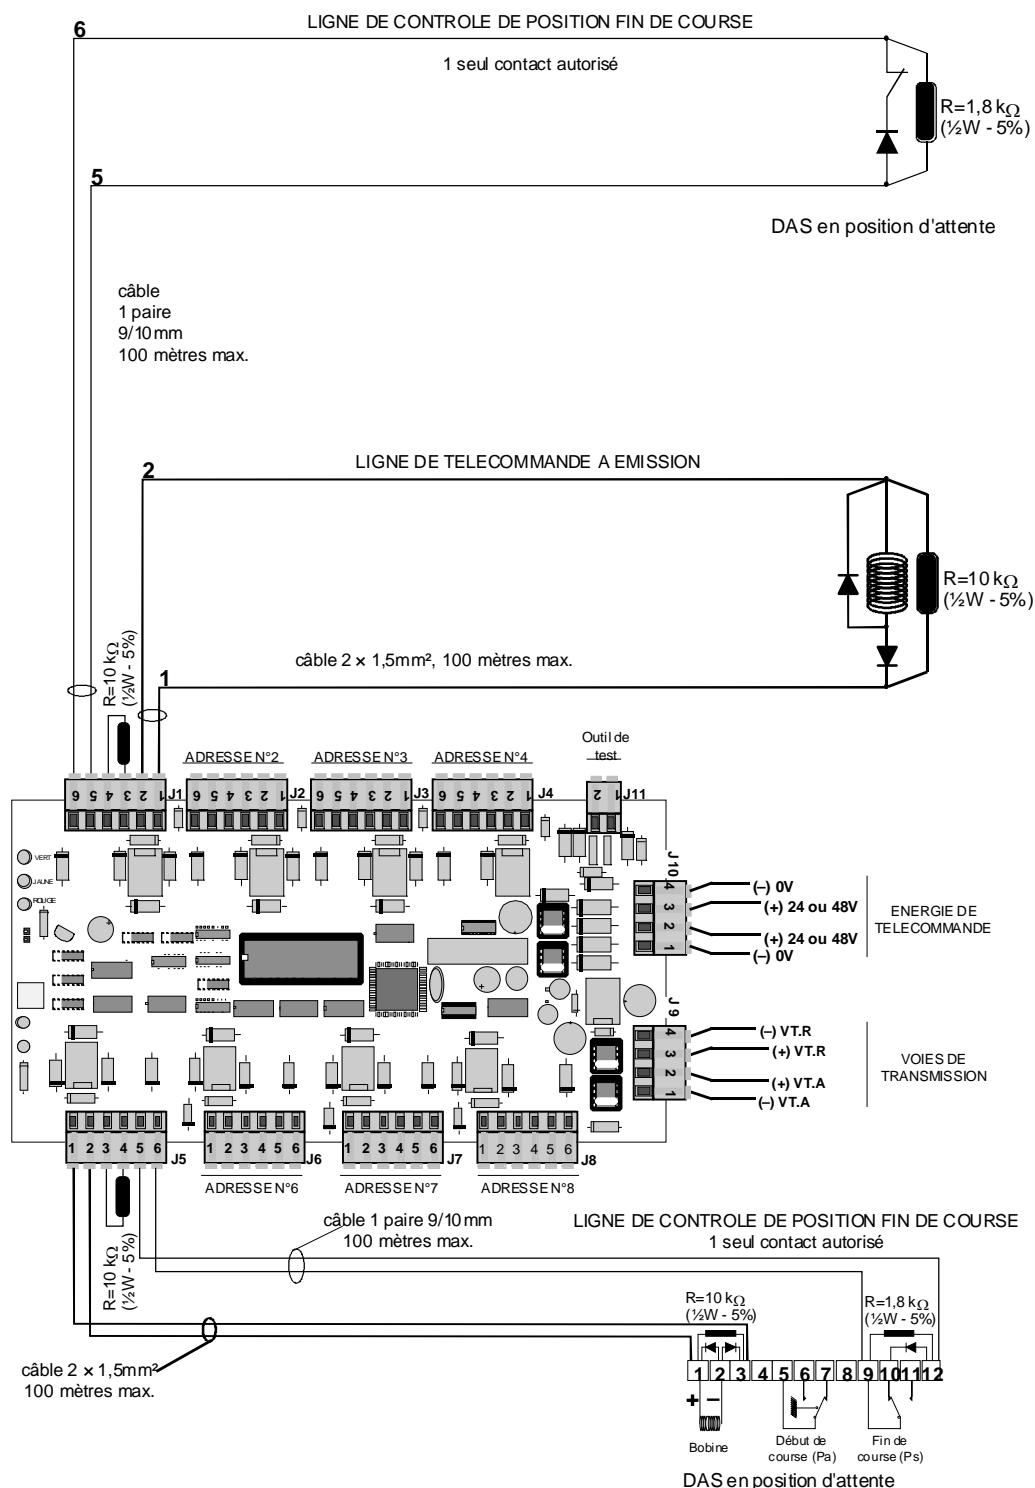 6
LIGNE DE CONTROLE DE POSITION FIN DE COURSE
1 seul contact autorisé
R=1,8 kΩ
(½W - 5%)
5
DAS en position d'attente
câble
1 paire
9/10 mm
100 mètres max.
2
LIGNE DE TELECOMMANDE A EMISSION
R=10 kΩ
(½W - 5%)
câble 2 × 1,5mm², 100 mètres max.
1
R=10 kΩ
(½W - 5%)
ADRESSE N°2
ADRESSE N°3
ADRESSE N°4
Outil de
test
6 5 4 3 2 1
J1
6 5 4 3 2 1
J2
6 5 4 3 2 1
J3
6 5 4 3 2 1
J4
2 1
J11
VERT
JAUNE
ROUGE
J10
4
3
2
1
(–) 0V
(+) 24 ou 48V
(+) 24 ou 48V
(–) 0V
ENERGIE DE
TELECOMMANDE
J9
4
3
2
1
(–) VT.R
(+) VT.R
(+) VT.A
(–) VT.A
VOIES DE
TRANSMISSION
1 2 3 4 5 6
J5
1 2 3 4 5 6
J6
1 2 3 4 5 6
J7
1 2 3 4 5 6
J8
ADRESSE N°6
ADRESSE N°7
ADRESSE N°8
R=10 kΩ
(½W - 5%)
câble 1 paire 9/10 mm
100 mètres max.
LIGNE DE CONTROLE DE POSITION FIN DE COURSE
1 seul contact autorisé
R=10 kΩ
(½W - 5%)
R=1,8 kΩ
(½W - 5%)
câble 2 × 1,5mm²
100 mètres max.
1 2 3 4 5 6 7 8 9 10 11 12
+ –
Bobine
Début de
course (Pa)
Fin de
course (Ps)
DAS en position d'attente